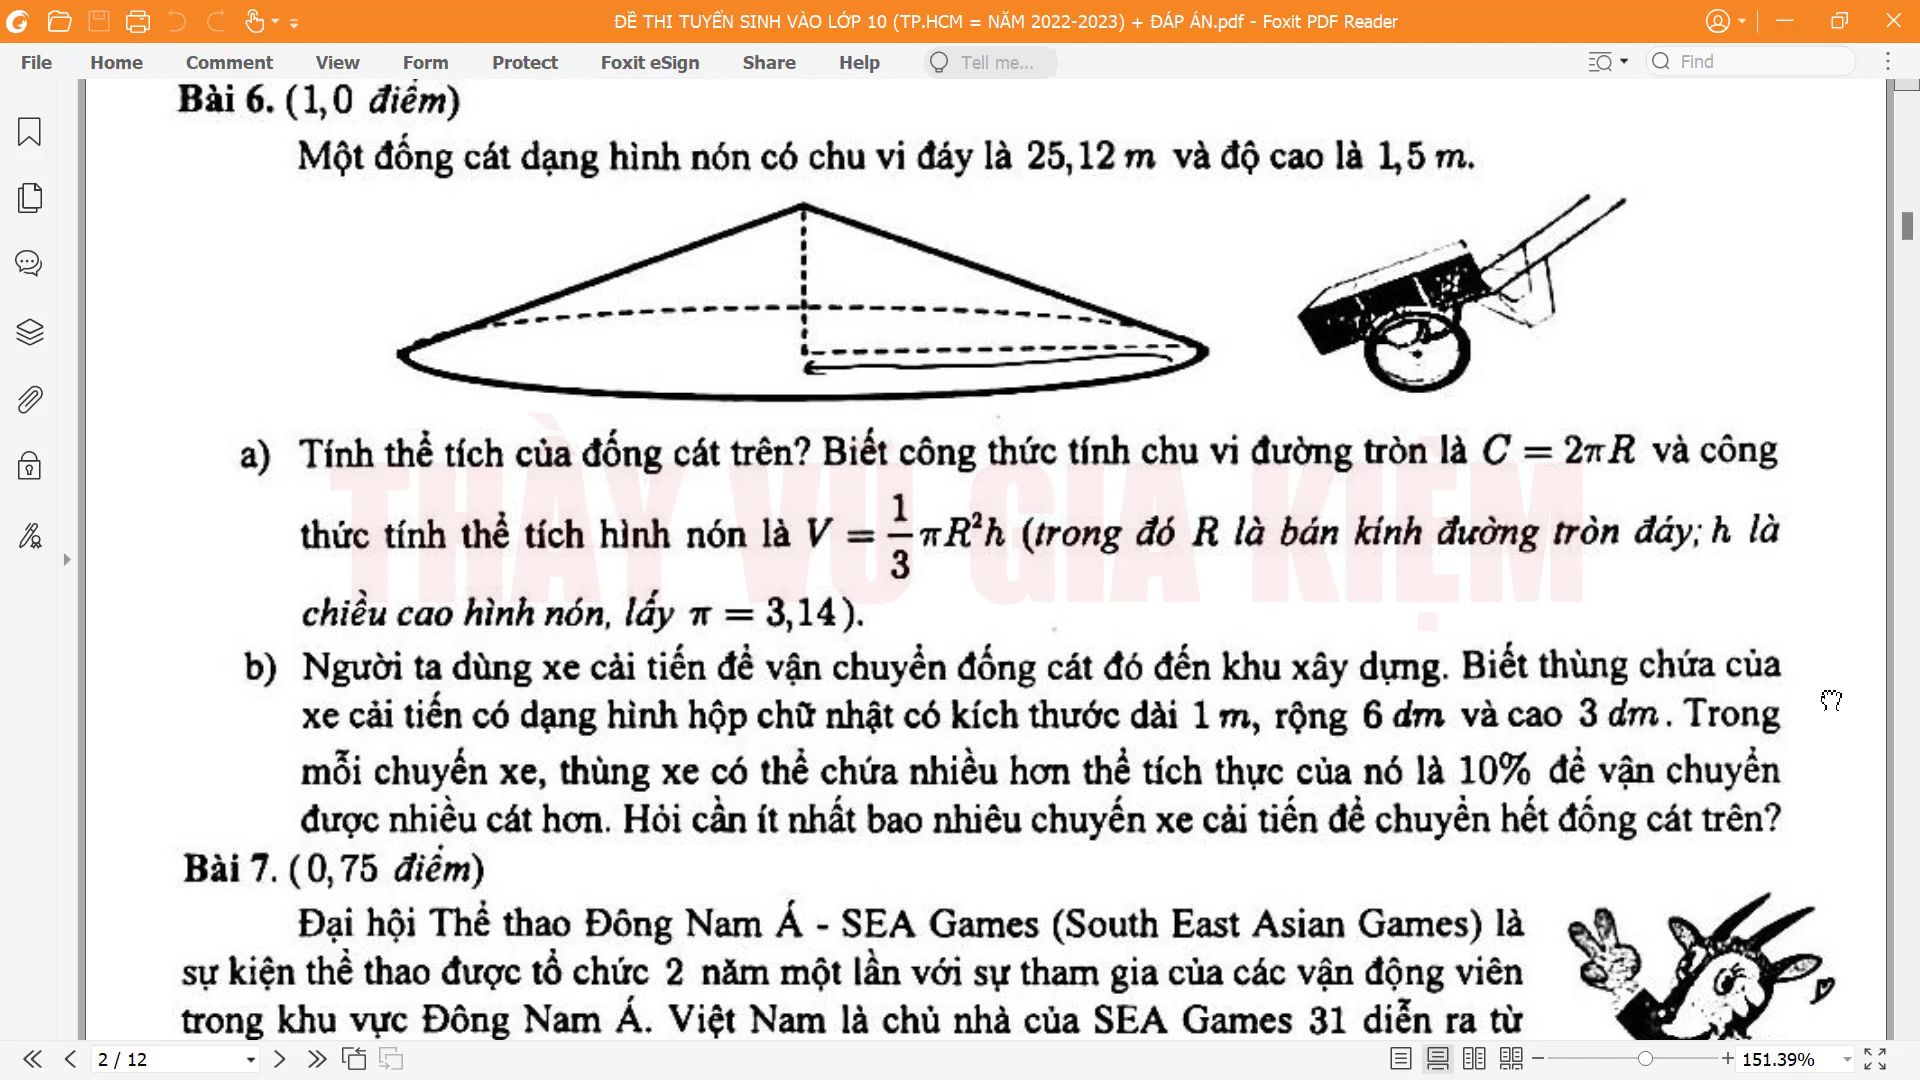 ĐỀ THI TUYỂN SINH VÀO LỚP 10 (TP.HCM = NĂM 2022-2023) + ĐÁP ÁN.pdf - Foxit PDF Reader
File Home Comment View Form Protect Foxit eSign Share Help Tell me... Find
Bài 6. (1,0 điểm)
Một đống cát dạng hình nón có chu vi đáy là 25,12 m và độ cao là 1,5 m.
a) Tính thể tích của đống cát trên? Biết công thức tính chu vi đường tròn là C = 2πR và công
thức tính thể tích hình nón là V = 1/3 πR²h (trong đó R là bán kính đường tròn đáy; h là
chiều cao hình nón, lấy π = 3,14).
THẦY VŨ GIA KIỆM
b) Người ta dùng xe cải tiến để vận chuyển đống cát đó đến khu xây dựng. Biết thùng chứa của
xe cải tiến có dạng hình hộp chữ nhật có kích thước dài 1 m, rộng 6 dm và cao 3 dm. Trong
mỗi chuyến xe, thùng xe có thể chứa nhiều hơn thể tích thực của nó là 10% để vận chuyển
được nhiều cát hơn. Hỏi cần ít nhất bao nhiêu chuyến xe cải tiến để chuyển hết đống cát trên?
Bài 7. (0,75 điểm)
Đại hội Thể thao Đông Nam Á - SEA Games (South East Asian Games) là
sự kiện thể thao được tổ chức 2 năm một lần với sự tham gia của các vận động viên
trong khu vực Đông Nam Á. Việt Nam là chủ nhà của SEA Games 31 diễn ra từ
2 / 12 151.39%